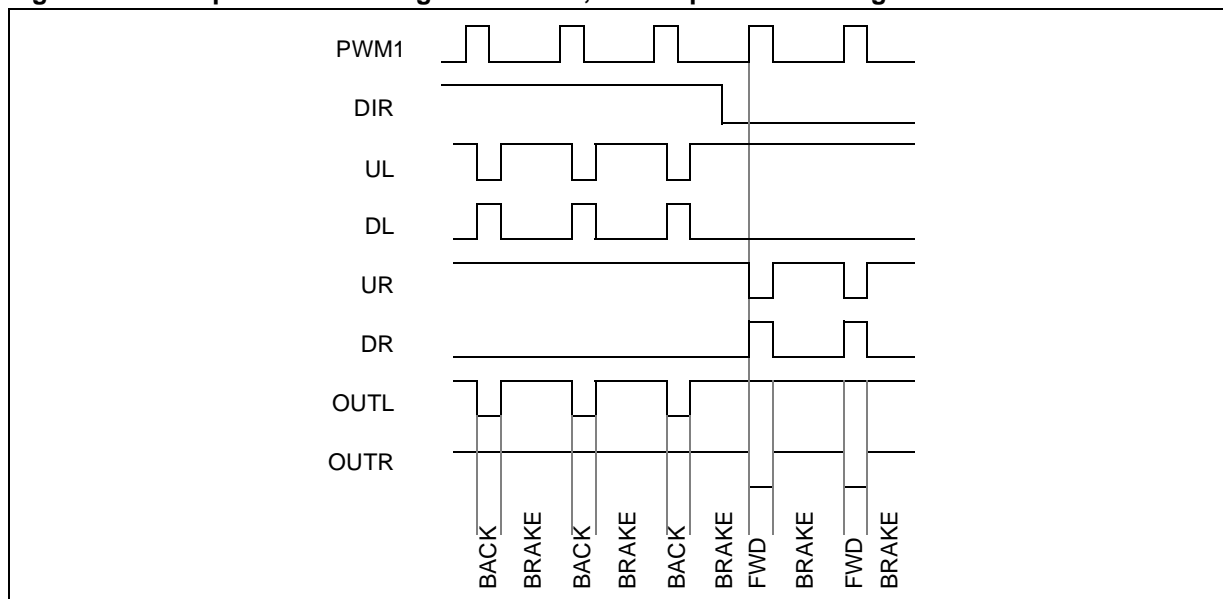 PWM1
DIR
UL
DL
UR
DR
OUTL
OUTR
BACK
BRAKE
BACK
BRAKE
BACK
BRAKE
FWD
BRAKE
FWD
BRAKE